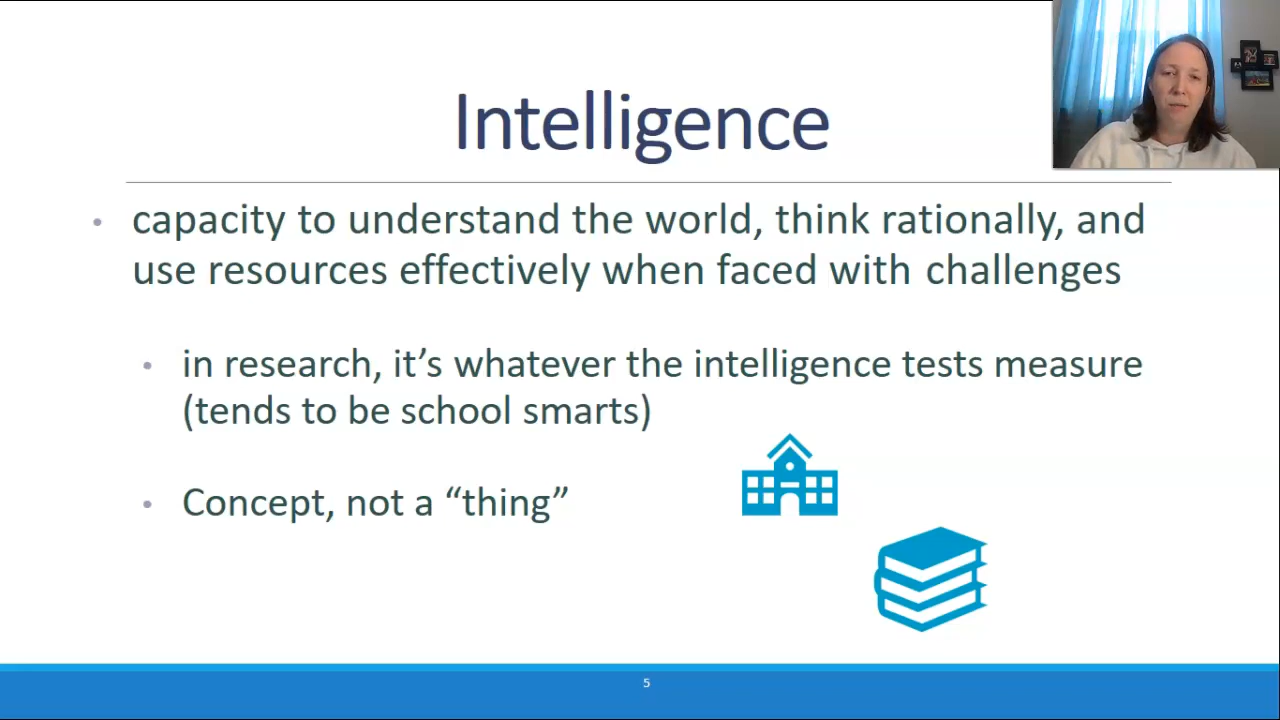 Intelligence
• capacity to understand the world, think rationally, and
use resources effectively when faced with challenges
• in research, it’s whatever the intelligence tests measure
(tends to be school smarts)
• Concept, not a “thing”
5